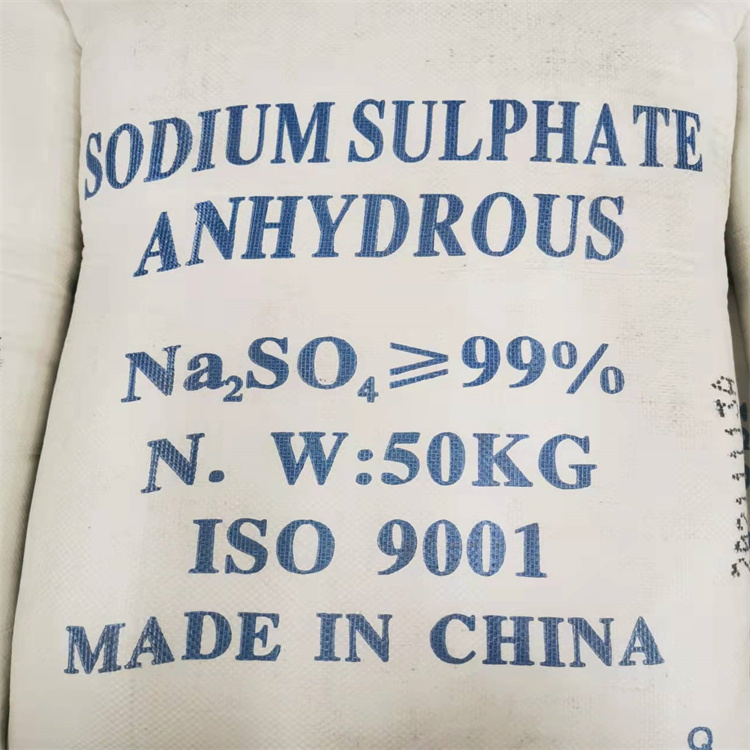 SODIUM SULPHATE
ANHYDROUS
Na₂SO₄≥99%
N. W:50KG
ISO 9001
MADE IN CHINA
Q